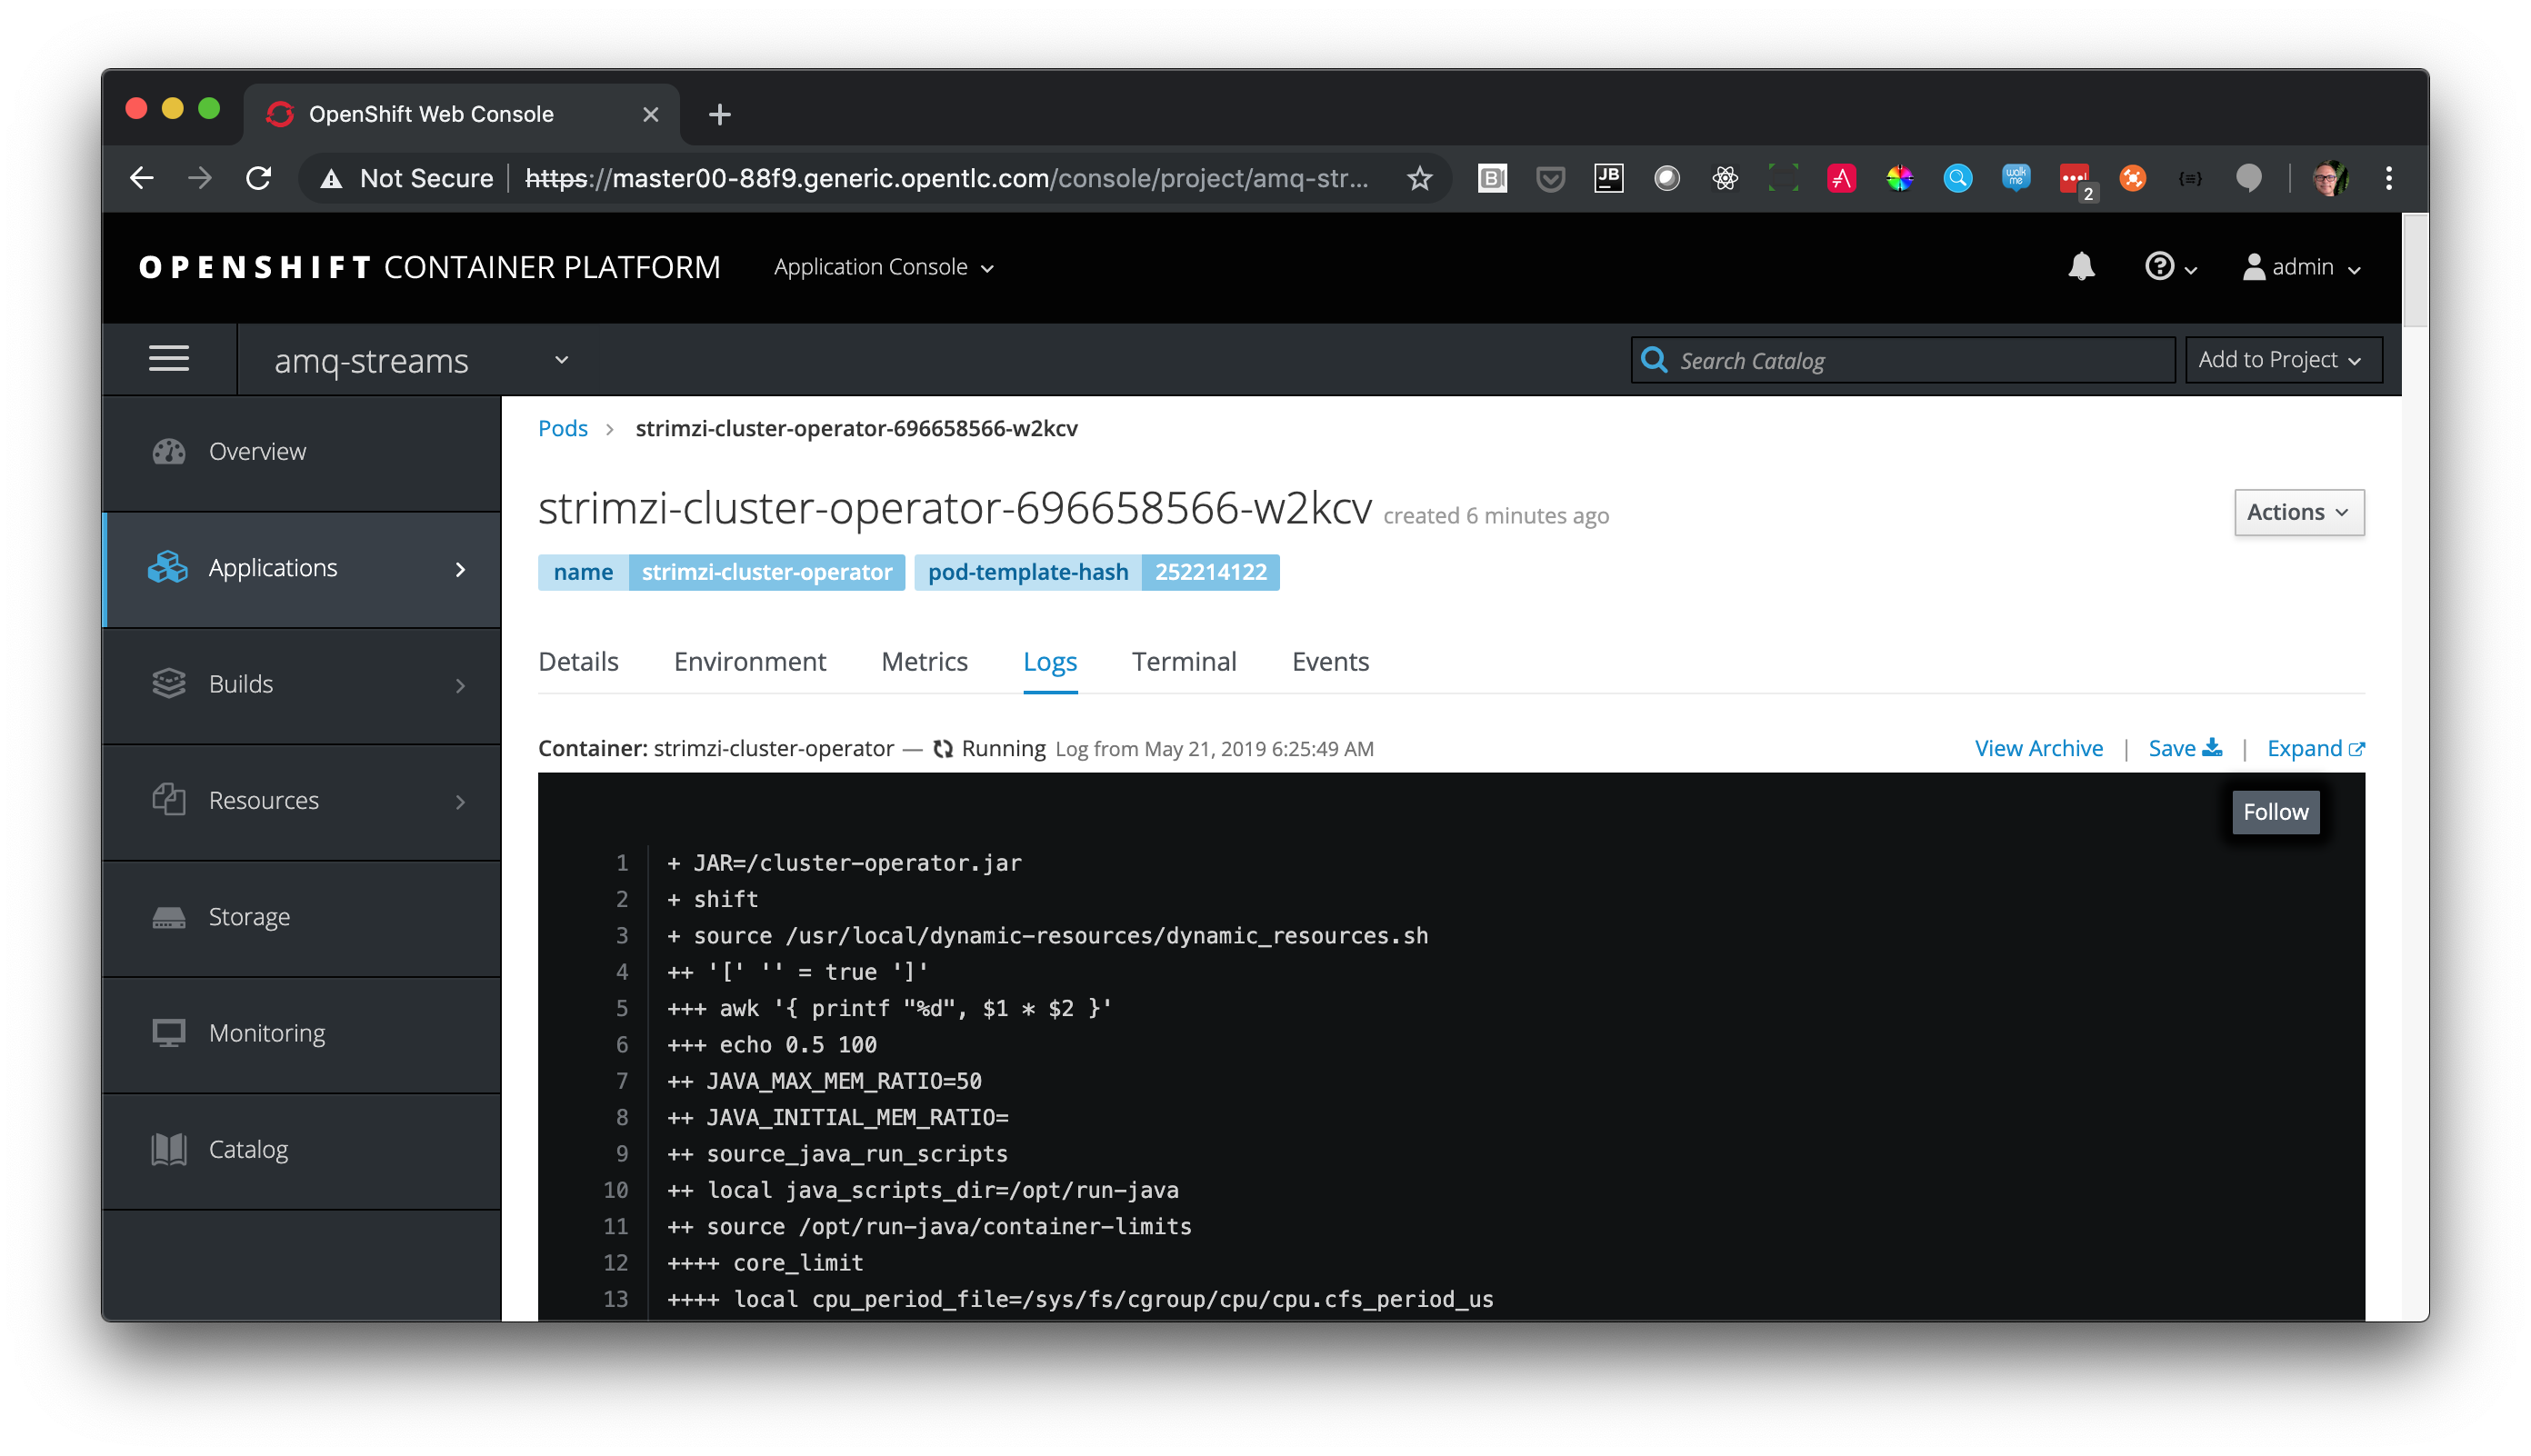 OpenShift Web Console
Not Secure https://master00-88f9.generic.opentlc.com/console/project/amq-str...
B
JB
walk me
2
{≡}
OPENSHIFT CONTAINER PLATFORM Application Console admin
amq-streams Search Catalog Add to Project
Overview
Applications
Builds
Resources
Storage
Monitoring
Catalog
Pods > strimzi-cluster-operator-696658566-w2kcv
strimzi-cluster-operator-696658566-w2kcv created 6 minutes ago
Actions
name strimzi-cluster-operator pod-template-hash 252214122
Details Environment Metrics Logs Terminal Events
Container: strimzi-cluster-operator — Running Log from May 21, 2019 6:25:49 AM
View Archive | Save | Expand
Follow
1 + JAR=/cluster-operator.jar
2 + shift
3 + source /usr/local/dynamic-resources/dynamic_resources.sh
4 ++ '[' '' = true ']'
5 +++ awk '{ printf "%d", $1 * $2 }'
6 +++ echo 0.5 100
7 ++ JAVA_MAX_MEM_RATIO=50
8 ++ JAVA_INITIAL_MEM_RATIO=
9 ++ source_java_run_scripts
10 ++ local java_scripts_dir=/opt/run-java
11 ++ source /opt/run-java/container-limits
12 ++++ core_limit
13 ++++ local cpu_period_file=/sys/fs/cgroup/cpu/cpu.cfs_period_us